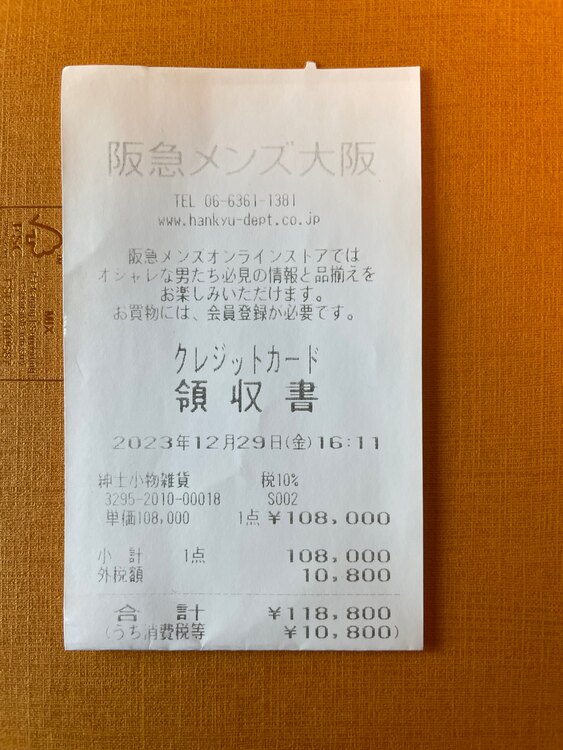 阪急メンズ大阪
TEL 06-6361-1381
www.hankyu-dept.co.jp
阪急メンズオンラインストアでは
オシャレな男たち必見の情報と品揃えを
お楽しみいただけます。
お買物には、会員登録が必要です。
クレジットカード
領収書
2023年12月29日(金)16:11
紳士小物雑貨 税10%
3295-2010-00018 S002
単価108,000 1点 ¥108,000
小計 1点 108,000
外税額 10,800
合計 ¥118,800
(うち消費税等 ¥10,800)
FSC
MIX